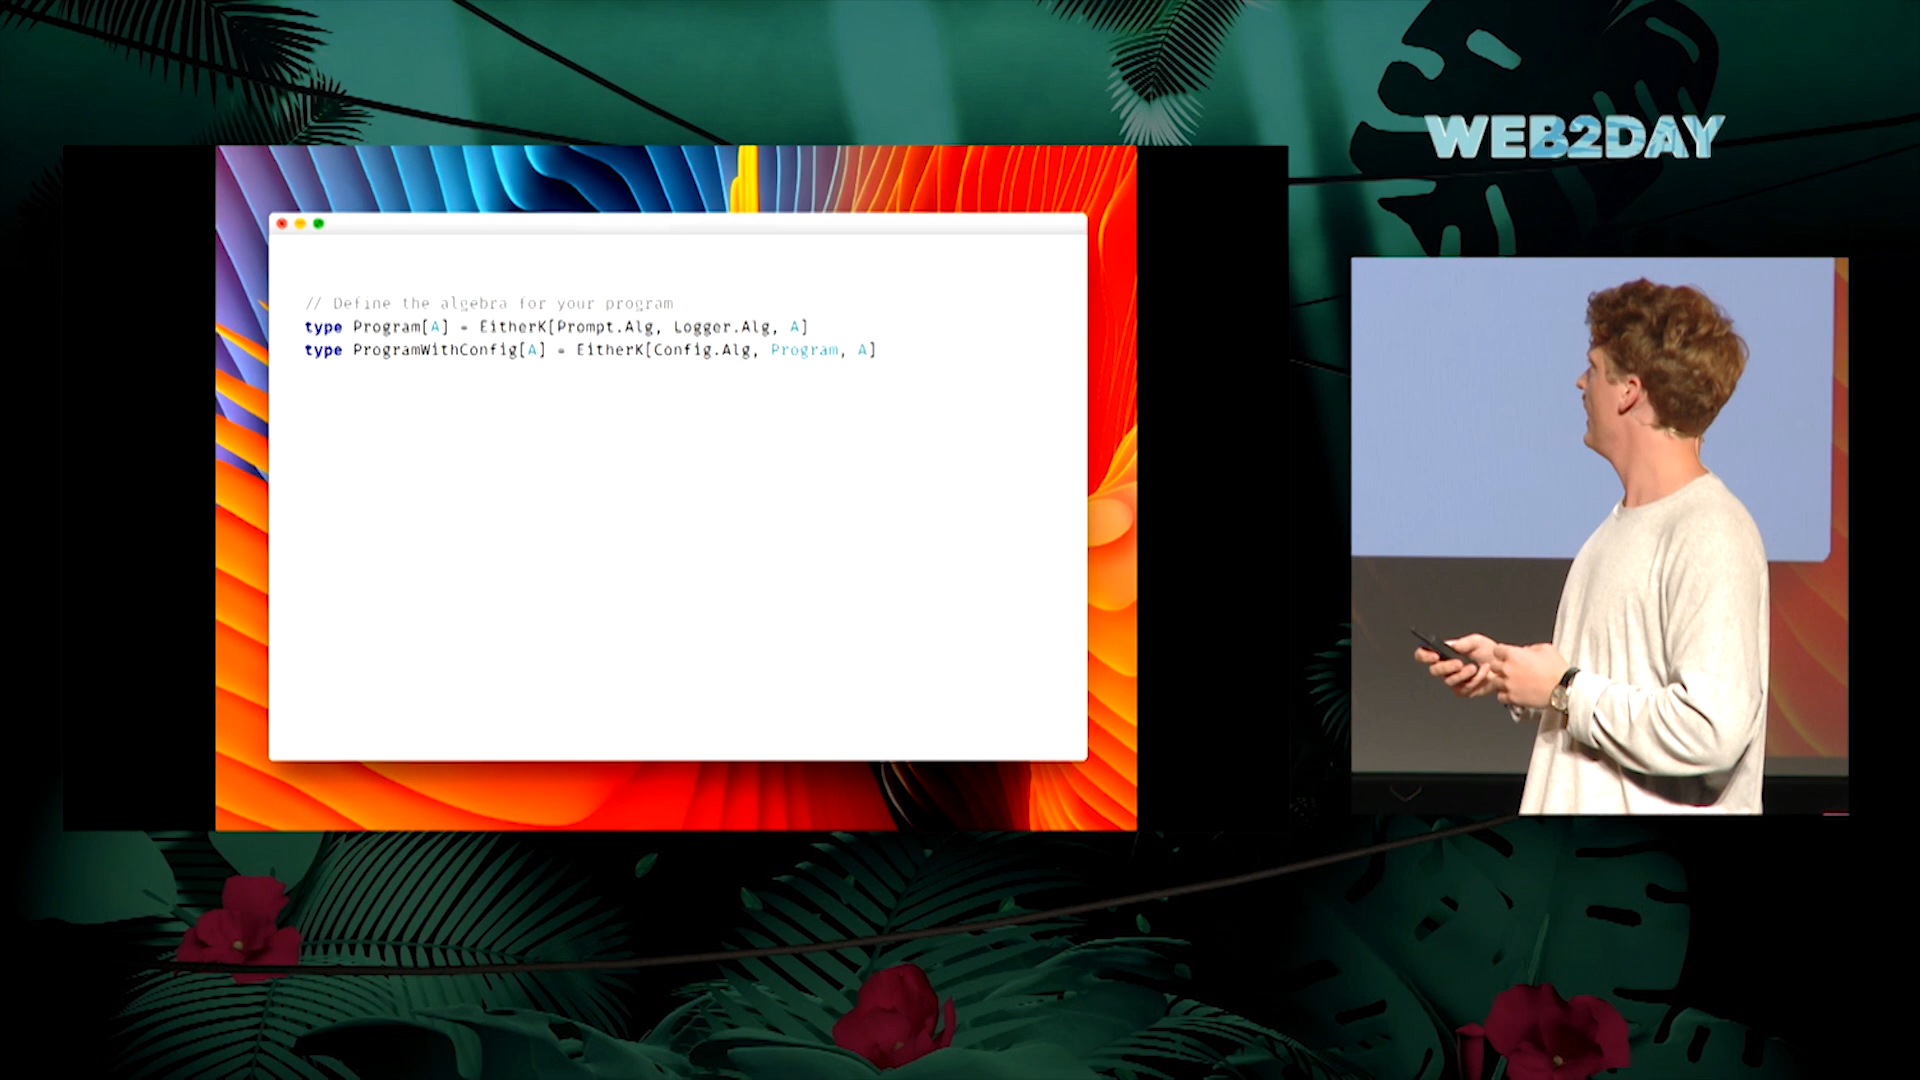 WEB2DAY
// Define the algebra for your program
type Program[A] = EitherK[Prompt.Alg, Logger.Alg, A]
type ProgramWithConfig[A] = EitherK[Config.Alg, Program, A]